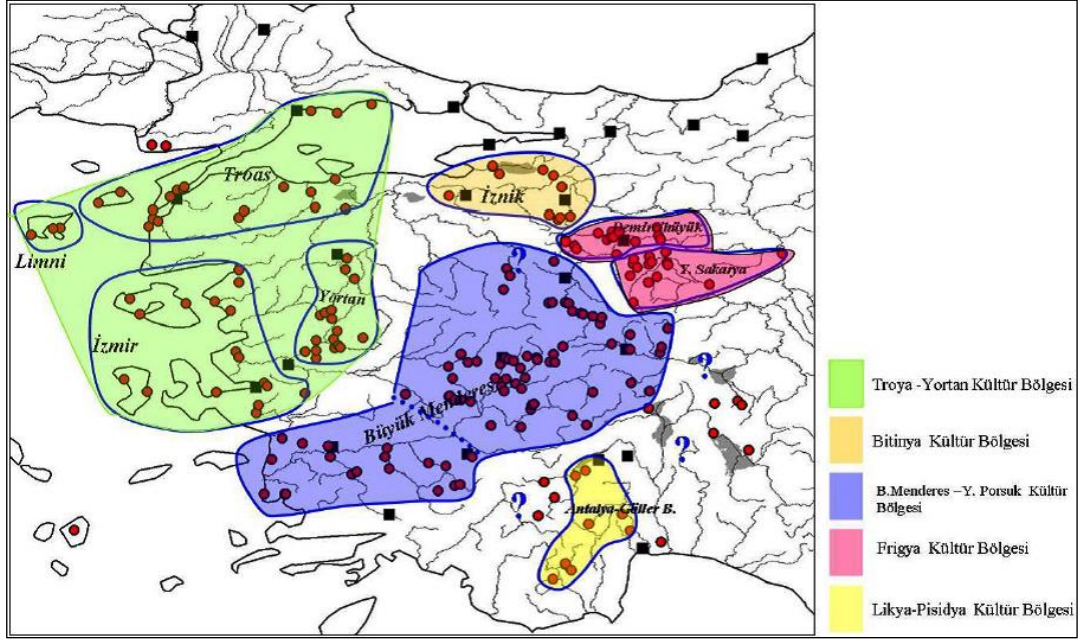 Troas
İznik
Demircihüyük
Limni
Y. Sakarya
?
Yortan
İzmir
?
Büyük Menderes
?
?
Antalya-Göller B.
Troya -Yortan Kültür Bölgesi
Bitinya Kültür Bölgesi
B.Menderes –Y. Porsuk Kültür
Bölgesi
Frigya Kültür Bölgesi
Likya-Pisidya Kültür Bölgesi